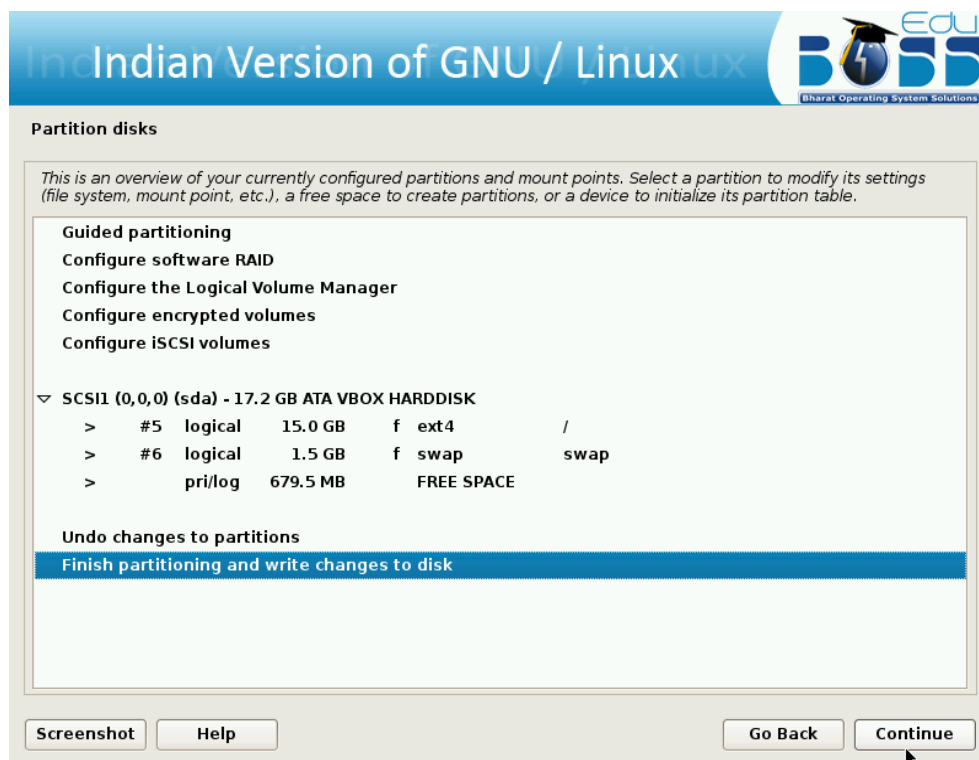 Indian Version of GNU / Linux
Edu
BOSS
Bharat Operating System Solutions
Partition disks
This is an overview of your currently configured partitions and mount points. Select a partition to modify its settings
(file system, mount point, etc.), a free space to create partitions, or a device to initialize its partition table.
Guided partitioning
Configure software RAID
Configure the Logical Volume Manager
Configure encrypted volumes
Configure iSCSI volumes
SCSI1 (0,0,0) (sda) - 17.2 GB ATA VBOX HARDDISK
> #5 logical 15.0 GB f ext4 /
> #6 logical 1.5 GB f swap swap
> pri/log 679.5 MB FREE SPACE
Undo changes to partitions
Finish partitioning and write changes to disk
Screenshot Help Go Back Continue